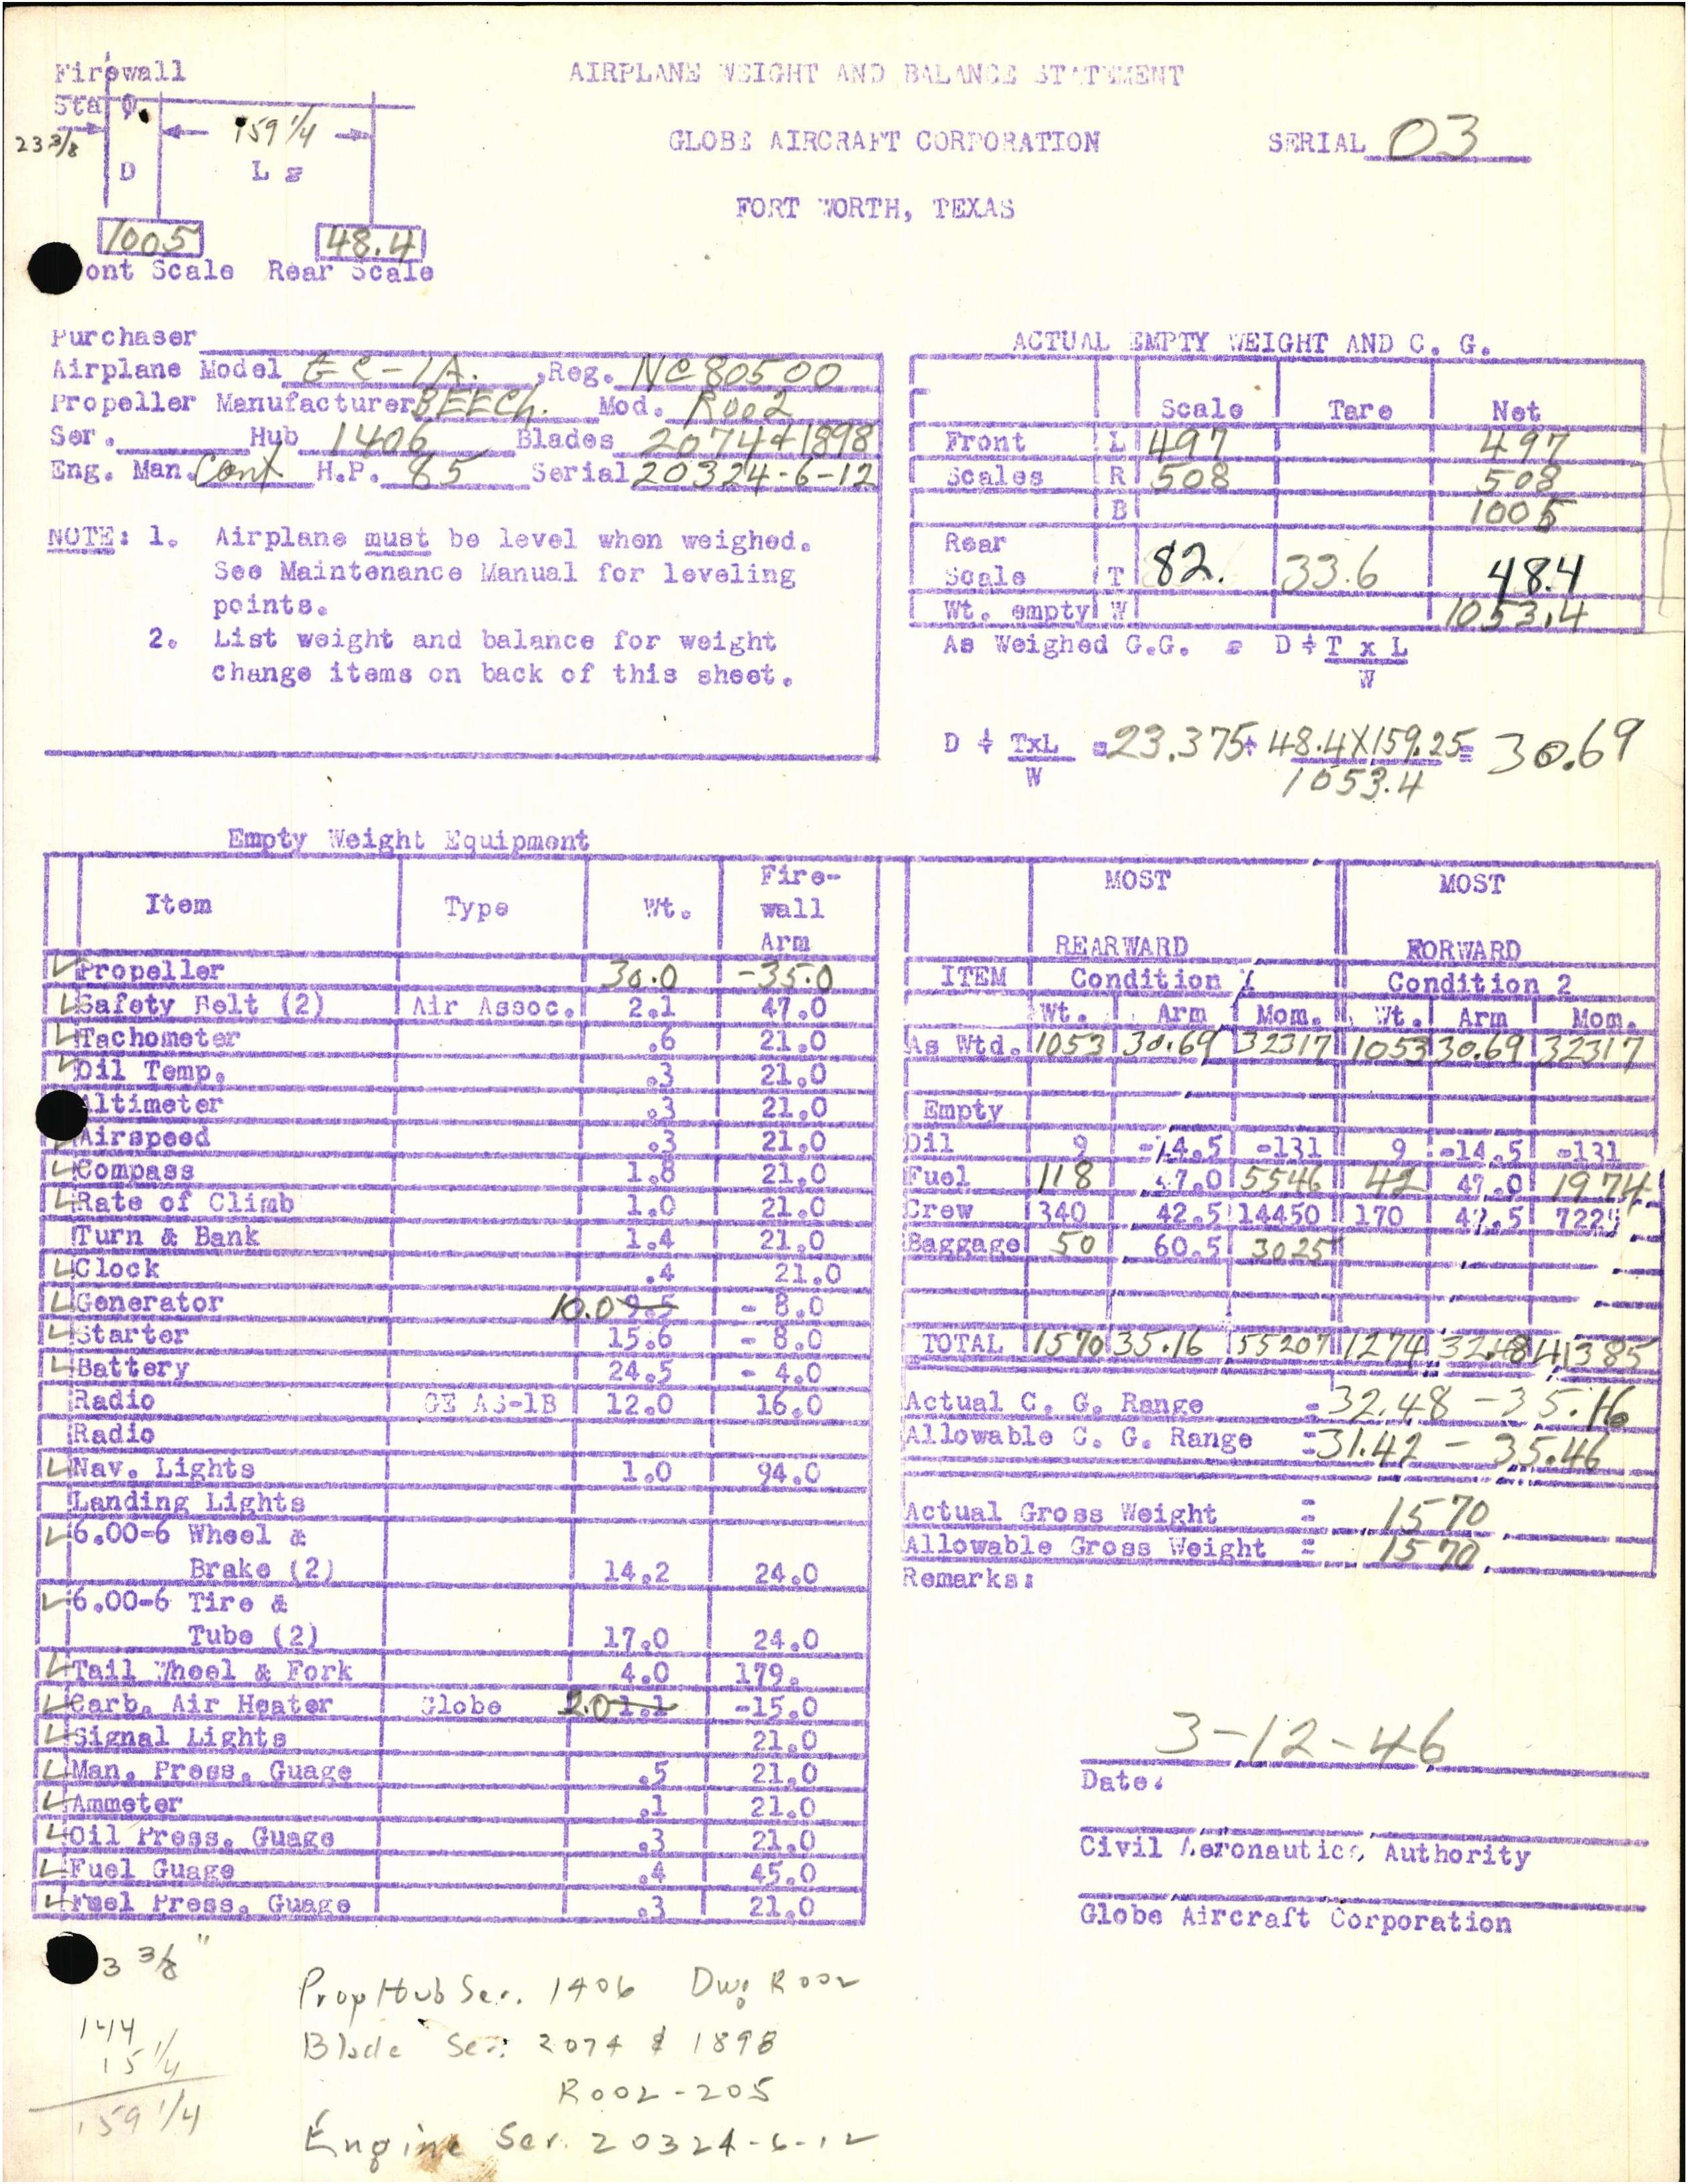 AIRPLANE WEIGHT AND BALANCE STATEMENT
GLOBE AIRCRAFT CORPORATION
SERIAL 03
FORT WORTH, TEXAS
Firewall
Sta 0.
23 3/8
159 1/4
D L =
1005 48.4
ont Scale Rear Scale
Purchaser
Airplane Model GC-1A. ,Reg. NC80500
Propeller Manufacturer BEECH. Mod. R002
Ser. Hub 1406 Blades 2074 & 1898
Eng. Man. Cont H.P. 85 Serial 20324-6-12
NOTE: 1. Airplane must be level when weighed.
See Maintenance Manual for leveling
points.
2. List weight and balance for weight
change items on back of this sheet.
ACTUAL EMPTY WEIGHT AND C. G.
Scale Tare Net
Front L 497 497
Scales R 508 508
B 1005
Rear
Scale T 82. 33.6 48.4
Wt. empty W 1053.4
As Weighed G.G. = D + T x L
W
D + TxL = 23.375 + 48.4X159.25 = 30.69
W 1053.4
Empty Weight Equipment
Item Type Wt. Fire-
wall
Arm
Propeller 30.0 -35.0
Safety Belt (2) Air Assoc. 2.1 47.0
Tachometer .6 21.0
Oil Temp. .3 21.0
Altimeter .3 21.0
Airspeed .3 21.0
Compass 1.8 21.0
Rate of Climb 1.0 21.0
Turn & Bank 1.4 21.0
Clock .4 21.0
Generator 10.0 9.5 - 8.0
Starter 15.6 - 8.0
Battery 24.5 - 4.0
Radio GE AS-1B 12.0 16.0
Radio
Nav. Lights 1.0 94.0
Landing Lights
6.00-6 Wheel &
Brake (2) 14.2 24.0
6.00-6 Tire &
Tube (2) 17.0 24.0
Tail Wheel & Fork 4.0 179.
Carb. Air Heater Globe 2.0 1.1 -15.0
Signal Lights 21.0
Man. Press. Guage .5 21.0
Ammeter .1 21.0
Oil Press. Guage .3 21.0
Fuel Guage .4 45.0
Fuel Press. Guage .3 21.0
MOST MOST
REARWARD FORWARD
ITEM Condition 1 Condition 2
Wt. Arm Mom. Wt. Arm Mom.
As Wtd. 1053 30.69 32317 1053 30.69 32317
Empty
Oil 9 -14.5 -131 9 -14.5 -131
Fuel 118 47.0 5546 42 47.0 1974
Crew 340 42.5 14450 170 42.5 7225
Baggage 50 60.5 3025
TOTAL 1570 35.16 55207 1274 32.48 41385
Actual C. G. Range = 32.48 - 35.16
Allowable C. G. Range = 31.42 - 35.46
Actual Gross Weight = 1570
Allowable Gross Weight = 1570
Remarks:
3-12-46
Date.
Civil Aeronautics Authority
Globe Aircraft Corporation
3 3/8"
144
15 1/4
159 1/4
Prop Hub Ser. 1406 Dwg R002
Blade Ser: 2074 & 1898
R002-205
Engine Ser. 20324-6-12